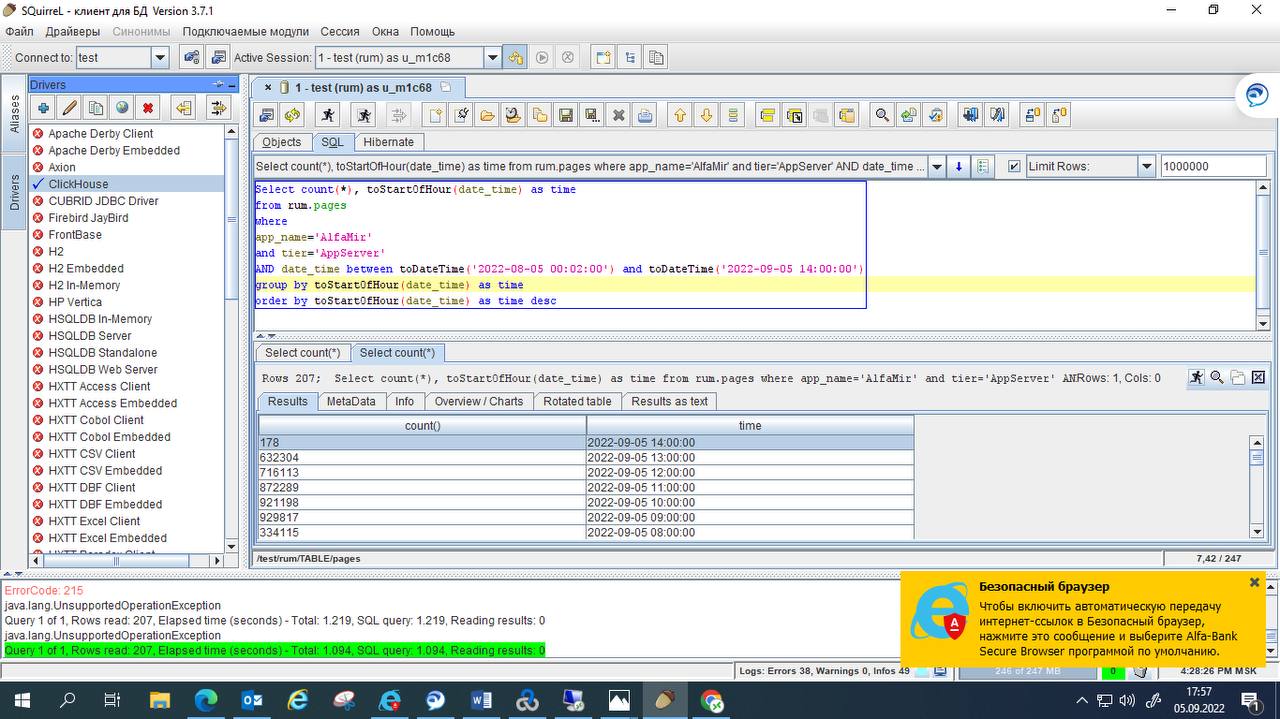 SQuirreL - клиент для БД Version 3.7.1
Файл Драйверы Синонимы Подключаемые модули Сессия Окна Помощь
Connect to: test Active Session: 1 - test (rum) as u_m1c68
Aliases
Drivers
Drivers
Apache Derby Client
Apache Derby Embedded
Axion
ClickHouse
CUBRID JDBC Driver
Firebird JayBird
FrontBase
H2
H2 Embedded
H2 In-Memory
HP Vertica
HSQLDB In-Memory
HSQLDB Server
HSQLDB Standalone
HSQLDB Web Server
HXTT Access Client
HXTT Access Embedded
HXTT Cobol Client
HXTT Cobol Embedded
HXTT CSV Client
HXTT CSV Embedded
HXTT DBF Client
HXTT DBF Embedded
HXTT Excel Client
HXTT Excel Embedded
1 - test (rum) as u_m1c68
Objects SQL Hibernate
Select count(*), toStartOfHour(date_time) as time from rum.pages where app_name='AlfaMir' and tier='AppServer' AND date_time ... Limit Rows: 1000000
Select count(*), toStartOfHour(date_time) as time
from rum.pages
where
app_name='AlfaMir'
and tier='AppServer'
AND date_time between toDateTime('2022-08-05 00:02:00') and toDateTime('2022-09-05 14:00:00')
group by toStartOfHour(date_time) as time
order by toStartOfHour(date_time) as time desc
Select count(*) Select count(*)
Rows 207; Select count(*), toStartOfHour(date_time) as time from rum.pages where app_name='AlfaMir' and tier='AppServer' ANRows: 1, Cols: 0
Results MetaData Info Overview / Charts Rotated table Results as text
count() time
178 2022-09-05 14:00:00
632304 2022-09-05 13:00:00
716113 2022-09-05 12:00:00
872289 2022-09-05 11:00:00
921198 2022-09-05 10:00:00
929817 2022-09-05 09:00:00
334115 2022-09-05 08:00:00
/test/rum/TABLE/pages 7,42 / 247
ErrorCode: 215
java.lang.UnsupportedOperationException
Query 1 of 1, Rows read: 207, Elapsed time (seconds) - Total: 1.219, SQL query: 1.219, Reading results: 0
java.lang.UnsupportedOperationException
Query 1 of 1, Rows read: 207, Elapsed time (seconds) - Total: 1.094, SQL query: 1.094, Reading results: 0
Безопасный браузер
Чтобы включить автоматическую передачу
интернет-ссылок в Безопасный браузер,
нажмите это сообщение и выберите Alfa-Bank
Secure Browser программой по умолчанию.
Logs: Errors 38, Warnings 0, Infos 49 246 of 247 MB 0 4:28:26 PM MSK
17:57
05.09.2022
1